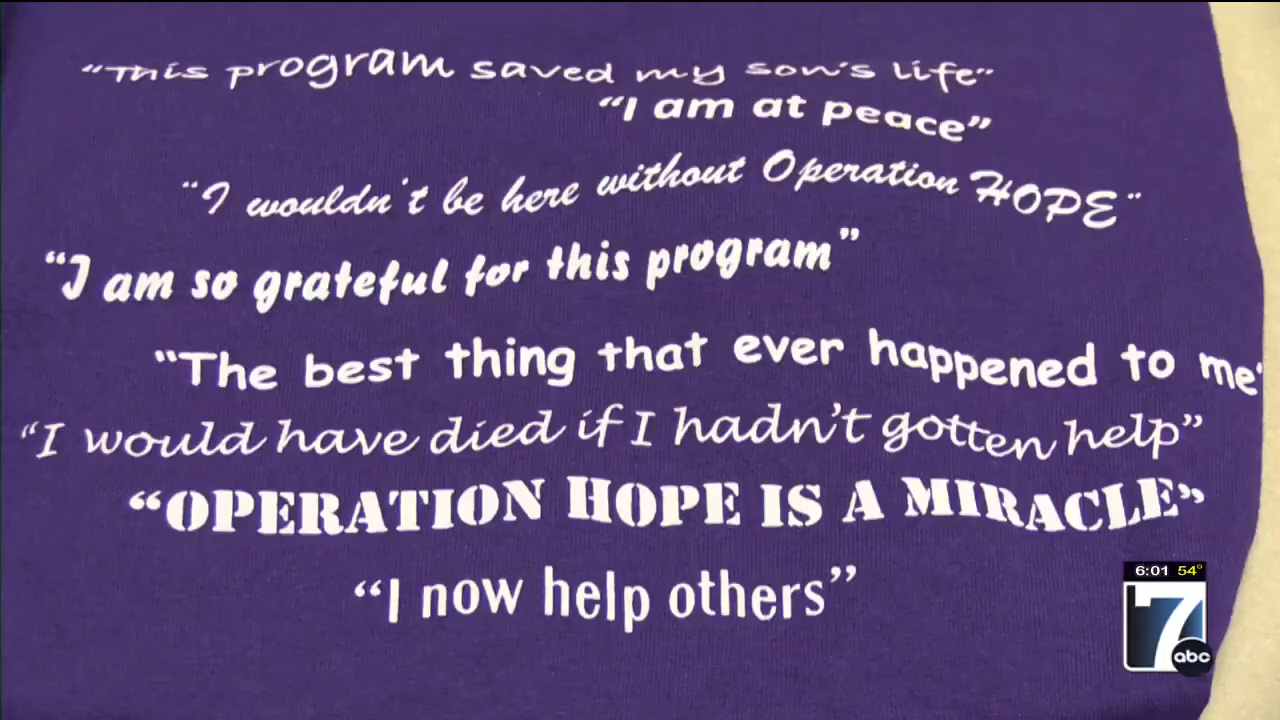 “This program saved my son's life”
“I am at peace”
“I wouldn't be here without Operation HOPE”
“I am so grateful for this program”
“The best thing that ever happened to me”
“I would have died if I hadn't gotten help”
“OPERATION HOPE IS A MIRACLE”
“I now help others”
6:01 54°
7
abc